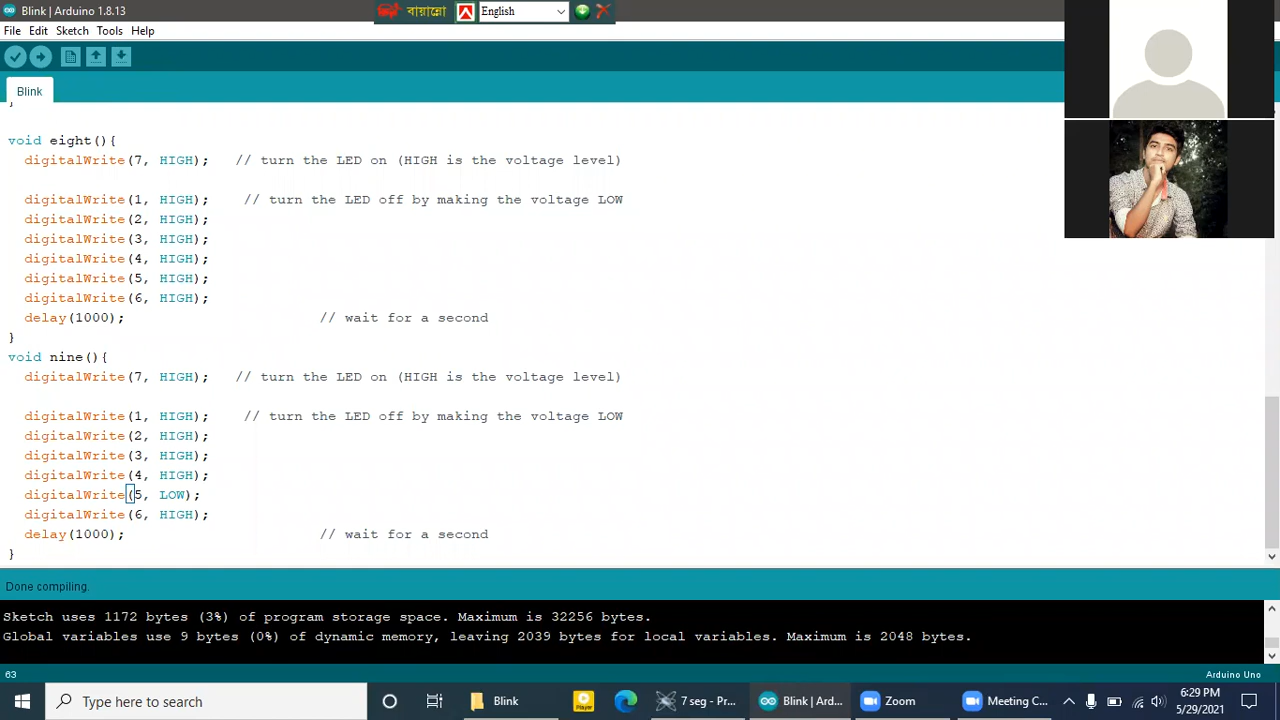 Blink | Arduino 1.8.13
বায়ান্নো
English
File Edit Sketch Tools Help
Blink
}
void eight(){
digitalWrite(7, HIGH); // turn the LED on (HIGH is the voltage level)
digitalWrite(1, HIGH); // turn the LED off by making the voltage LOW
digitalWrite(2, HIGH);
digitalWrite(3, HIGH);
digitalWrite(4, HIGH);
digitalWrite(5, HIGH);
digitalWrite(6, HIGH);
delay(1000); // wait for a second
}
void nine(){
digitalWrite(7, HIGH); // turn the LED on (HIGH is the voltage level)
digitalWrite(1, HIGH); // turn the LED off by making the voltage LOW
digitalWrite(2, HIGH);
digitalWrite(3, HIGH);
digitalWrite(4, HIGH);
digitalWrite(5, LOW);
digitalWrite(6, HIGH);
delay(1000); // wait for a second
}
Done compiling.
Sketch uses 1172 bytes (3%) of program storage space. Maximum is 32256 bytes.
Global variables use 9 bytes (0%) of dynamic memory, leaving 2039 bytes for local variables. Maximum is 2048 bytes.
63
Arduino Uno
Type here to search
Blink
Player
7 seg - Pr...
Blink | Ard...
Zoom
Meeting C...
6:29 PM
5/29/2021